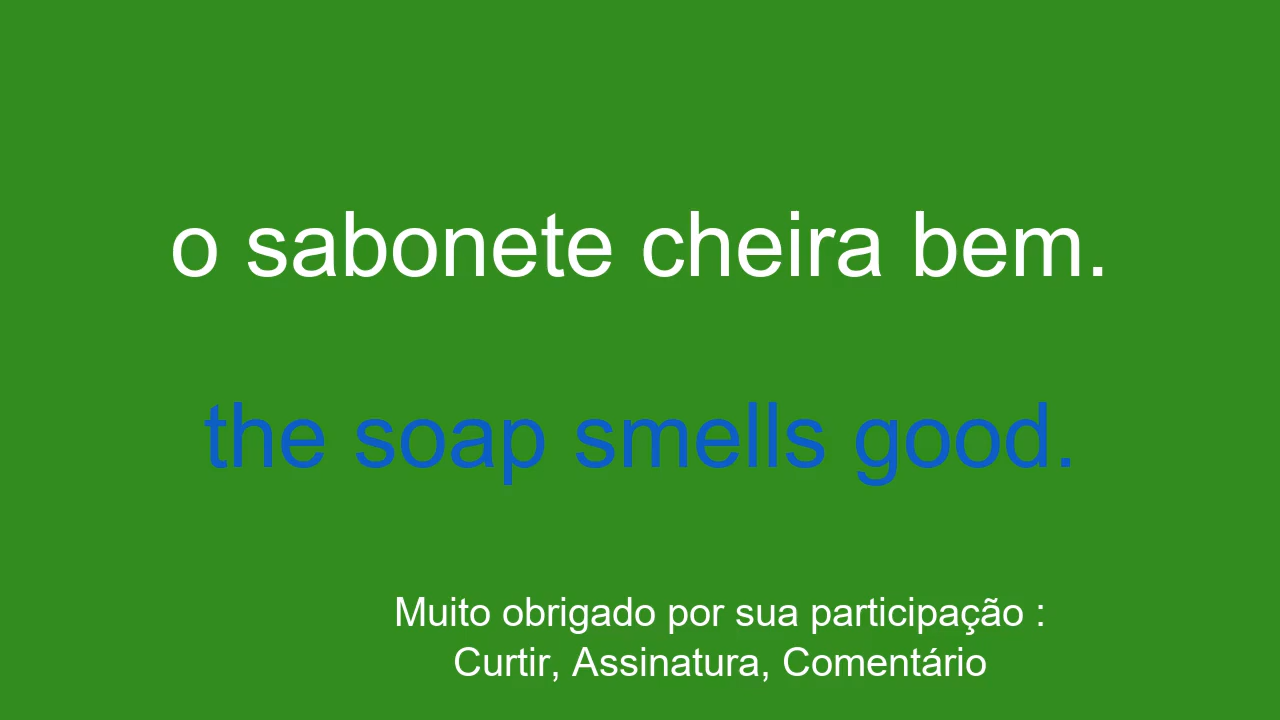 o sabonete cheira bem.
the soap smells good.
Muito obrigado por sua participação :
Curtir, Assinatura, Comentário